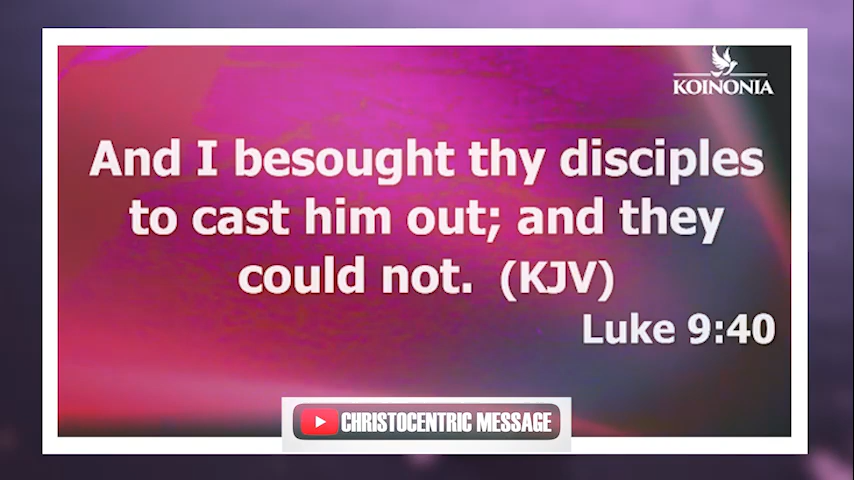 KOINONIA
And I besought thy disciples
to cast him out; and they
could not. (KJV)
Luke 9:40
CHRISTOCENTRIC MESSAGE